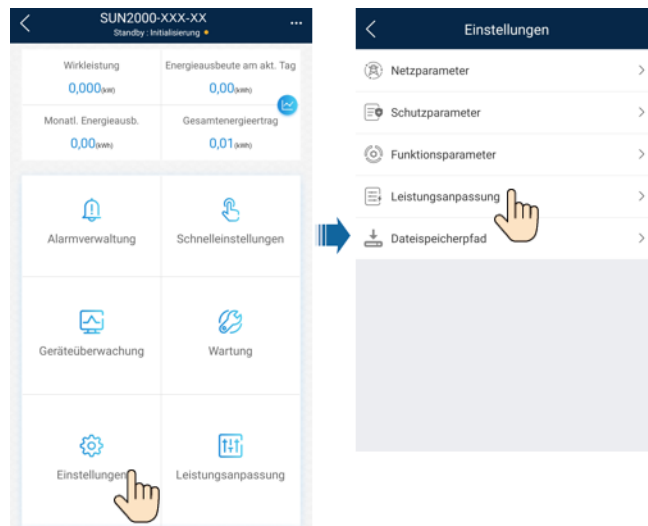 SUN2000-XXX-XX
Standby : Initialisierung
Wirkleistung
Energieausbeute am akt. Tag
0,000(kW)
0,00(kWh)
Monatl. Energieausb.
Gesamtenergieertrag
0,00(kWh)
0,01(kWh)
Alarmverwaltung
Schnelleinstellungen
Geräteüberwachung
Wartung
Einstellungen
Leistungsanpassung
Einstellungen
Netzparameter
Schutzparameter
Funktionsparameter
Leistungsanpassung
Dateispeicherpfad